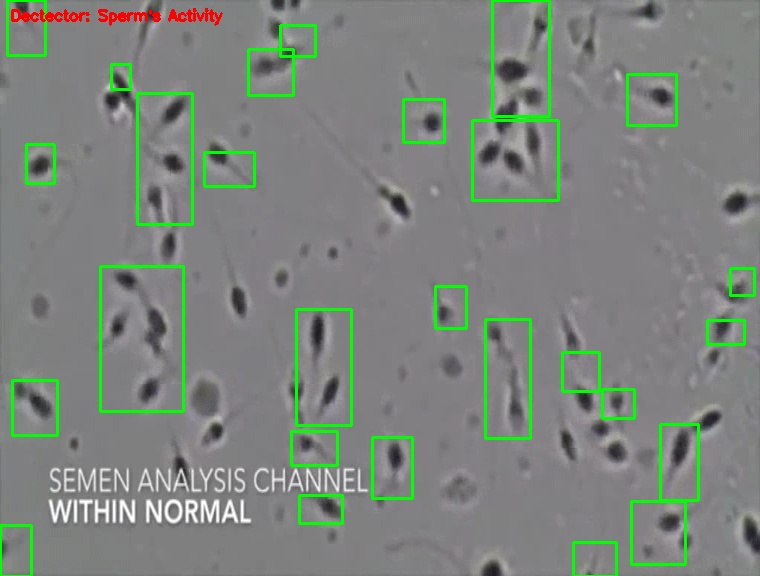 Dectector: Sperm's Activity
SEMEN ANALYSIS CHANNEL
WITHIN NORMAL